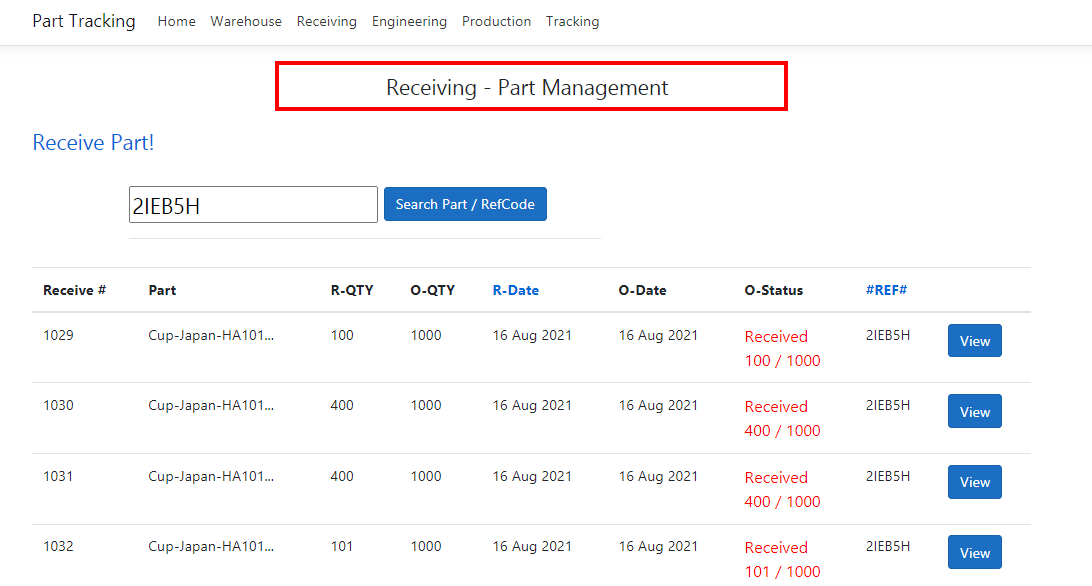 Part Tracking Home Warehouse Receiving Engineering Production Tracking
Receiving - Part Management
Receive Part!
2IEB5H Search Part / RefCode
Receive # Part R-QTY O-QTY R-Date O-Date O-Status #REF#
1029 Cup-Japan-HA101... 100 1000 16 Aug 2021 16 Aug 2021 Received 2IEB5H View
100 / 1000
1030 Cup-Japan-HA101... 400 1000 16 Aug 2021 16 Aug 2021 Received 2IEB5H View
400 / 1000
1031 Cup-Japan-HA101... 400 1000 16 Aug 2021 16 Aug 2021 Received 2IEB5H View
400 / 1000
1032 Cup-Japan-HA101... 101 1000 16 Aug 2021 16 Aug 2021 Received 2IEB5H View
101 / 1000